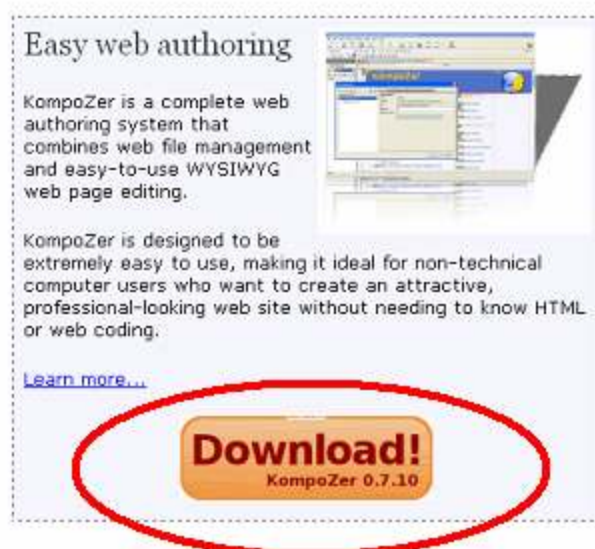 Easy web authoring
KompoZer is a complete web
authoring system that
combines web file management
and easy-to-use WYSIWYG
web page editing.
KompoZer is designed to be
extremely easy to use, making it ideal for non-technical
computer users who want to create an attractive,
professional-looking web site without needing to know HTML
or web coding.
Learn more...
Download!
KompoZer 0.7.10